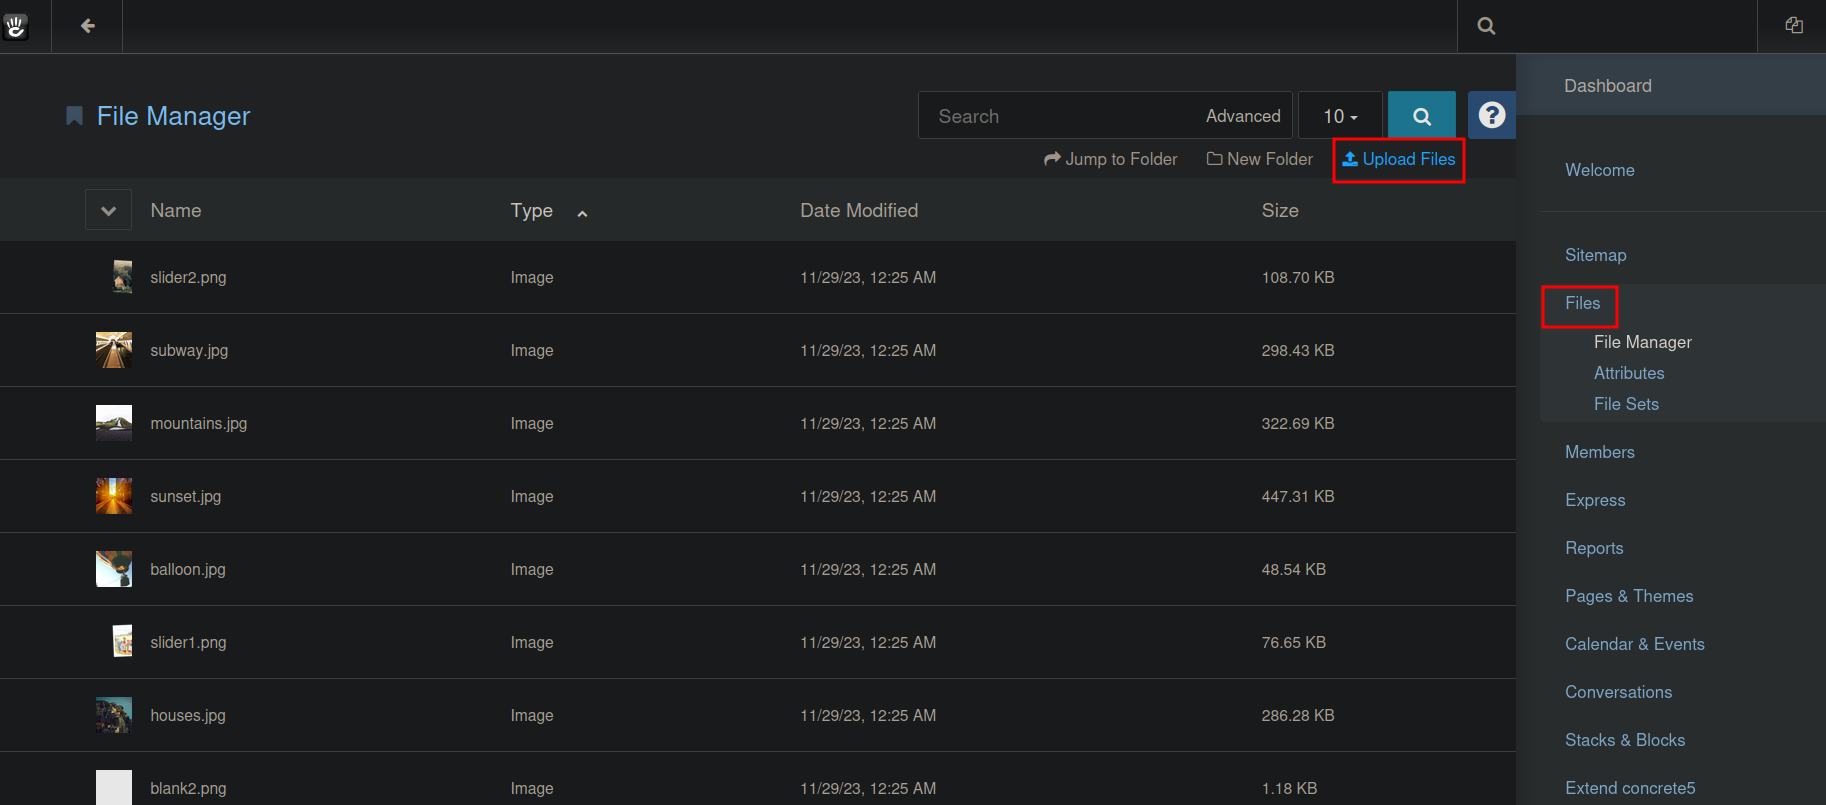 Dashboard
File Manager
Search Advanced 10
Jump to Folder New Folder Upload Files
Name Type Date Modified Size
slider2.png Image 11/29/23, 12:25 AM 108.70 KB
subway.jpg Image 11/29/23, 12:25 AM 298.43 KB
mountains.jpg Image 11/29/23, 12:25 AM 322.69 KB
sunset.jpg Image 11/29/23, 12:25 AM 447.31 KB
balloon.jpg Image 11/29/23, 12:25 AM 48.54 KB
slider1.png Image 11/29/23, 12:25 AM 76.65 KB
houses.jpg Image 11/29/23, 12:25 AM 286.28 KB
blank2.png Image 11/29/23, 12:25 AM 1.18 KB
Welcome
Sitemap
Files
File Manager
Attributes
File Sets
Members
Express
Reports
Pages & Themes
Calendar & Events
Conversations
Stacks & Blocks
Extend concrete5